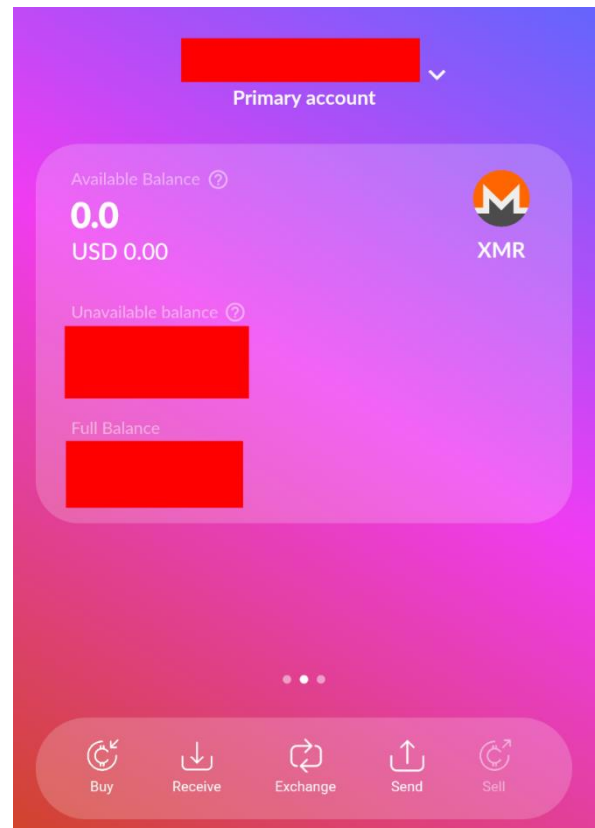 Primary account
Available Balance ?
0.0
USD 0.00
XMR
Unavailable balance ?
Full Balance
Buy
Receive
Exchange
Send
Sell